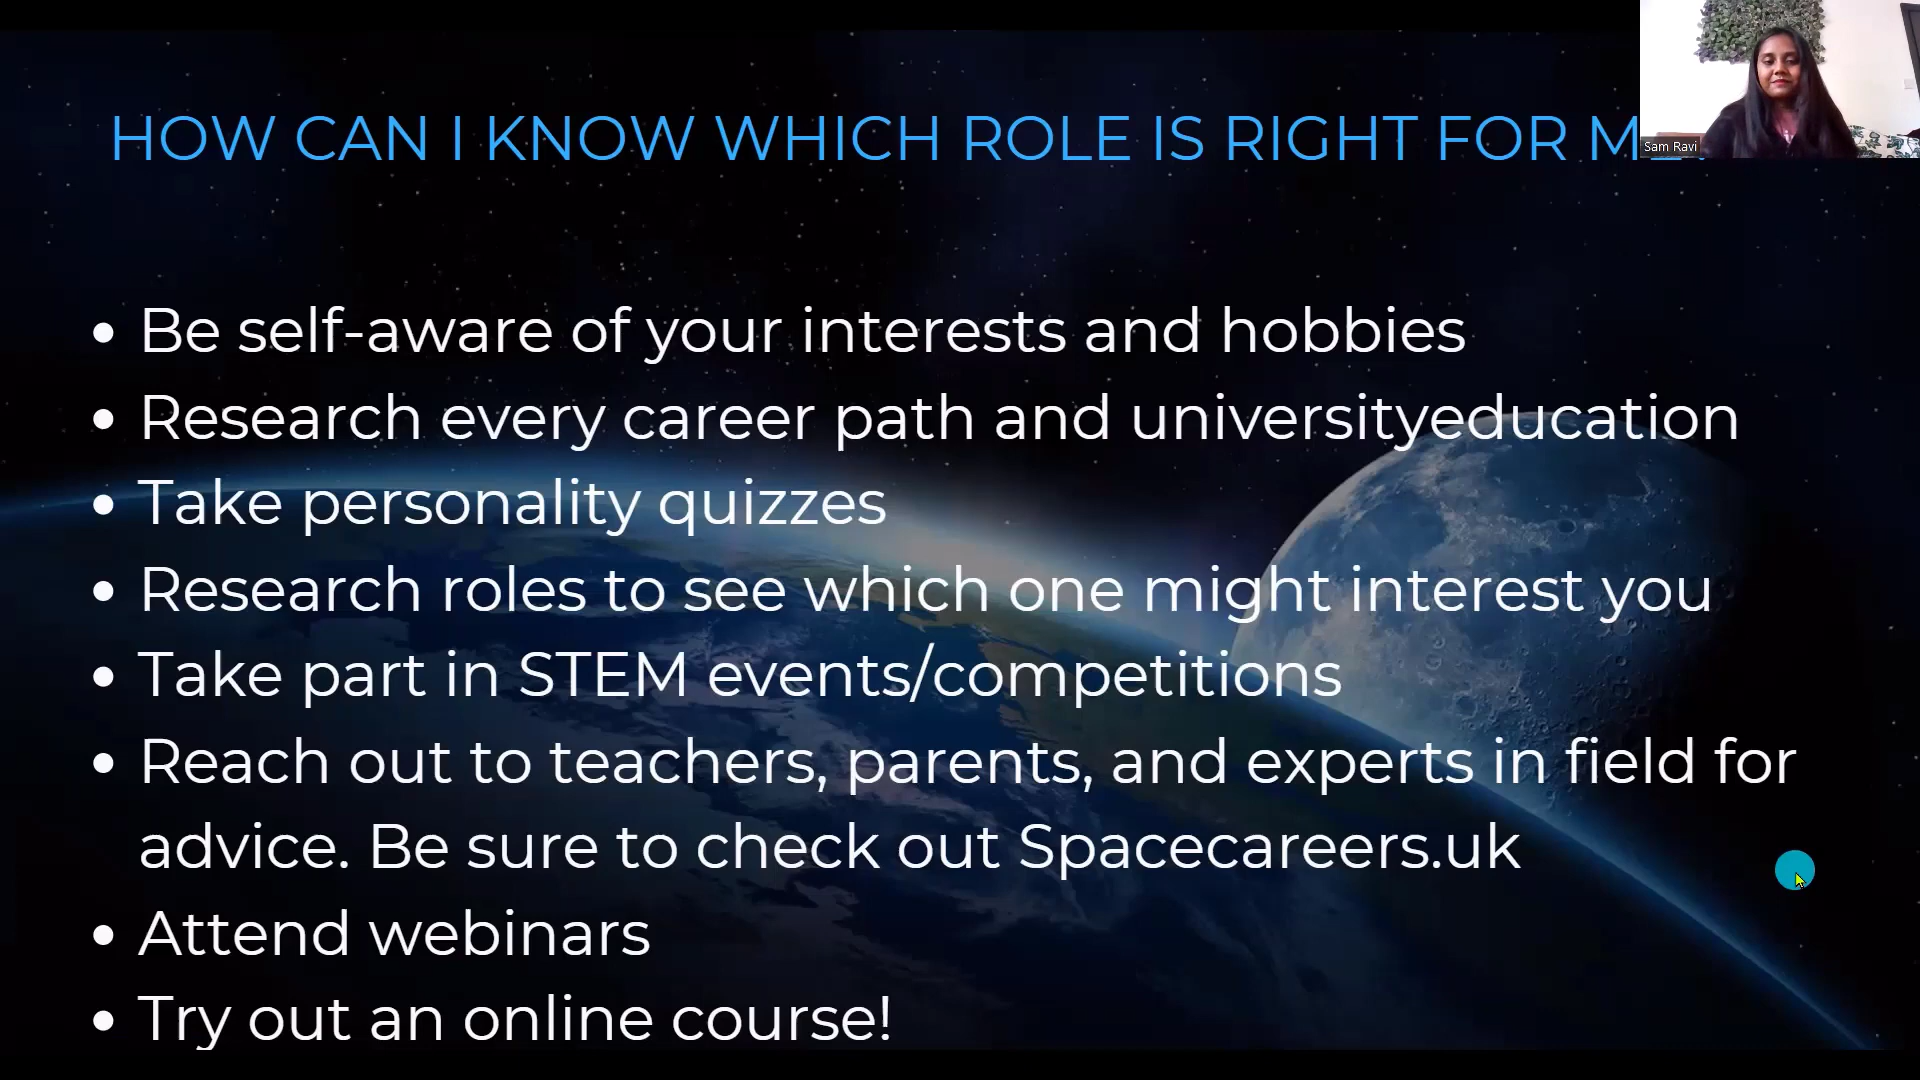 HOW CAN I KNOW WHICH ROLE IS RIGHT FOR
Sam Ravi
• Be self-aware of your interests and hobbies
• Research every career path and universityeducation
• Take personality quizzes
• Research roles to see which one might interest you
• Take part in STEM events/competitions
• Reach out to teachers, parents, and experts in field for
advice. Be sure to check out Spacecareers.uk
• Attend webinars
• Try out an online course!